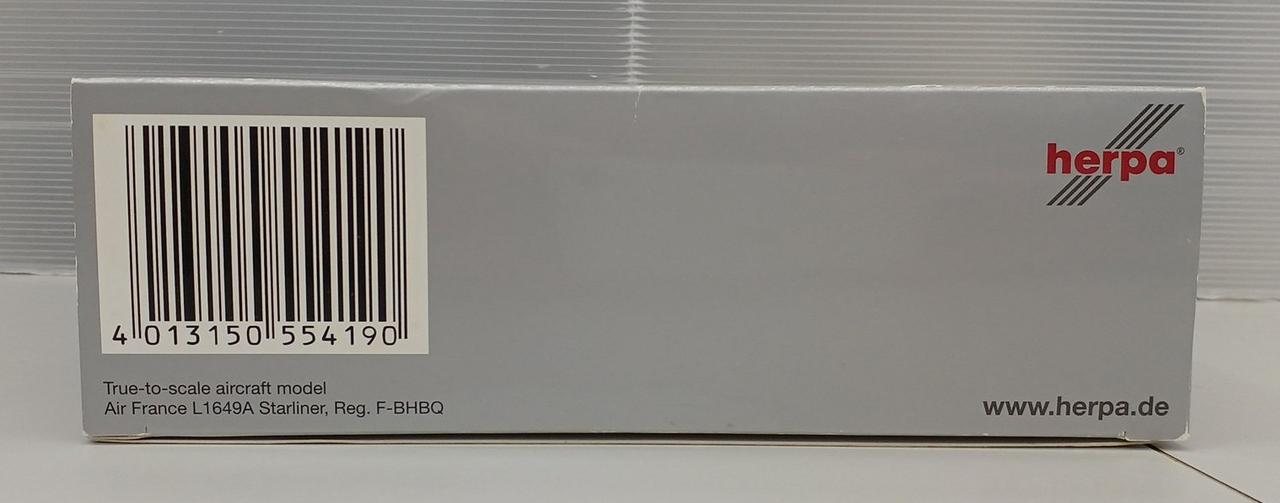 herpa®
4 013150 554190
True-to-scale aircraft model
Air France L1649A Starliner, Reg. F-BHBQ
www.herpa.de